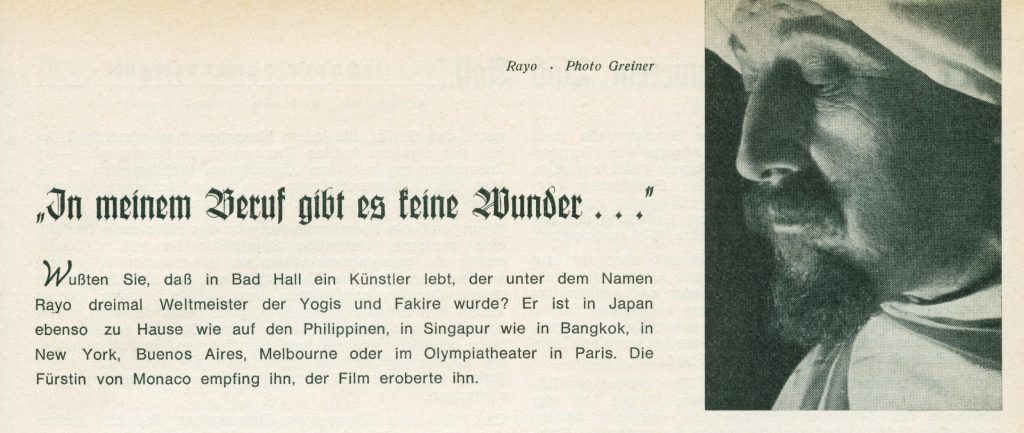 Rayo · Photo Greiner
„In meinem Beruf gibt es keine Wunder . . .“
Wußten Sie, daß in Bad Hall ein Künstler lebt, der unter dem Namen
Rayo dreimal Weltmeister der Yogis und Fakire wurde? Er ist in Japan
ebenso zu Hause wie auf den Philippinen, in Singapur wie in Bangkok, in
New York, Buenos Aires, Melbourne oder im Olympiatheater in Paris. Die
Fürstin von Monaco empfing ihn, der Film eroberte ihn.